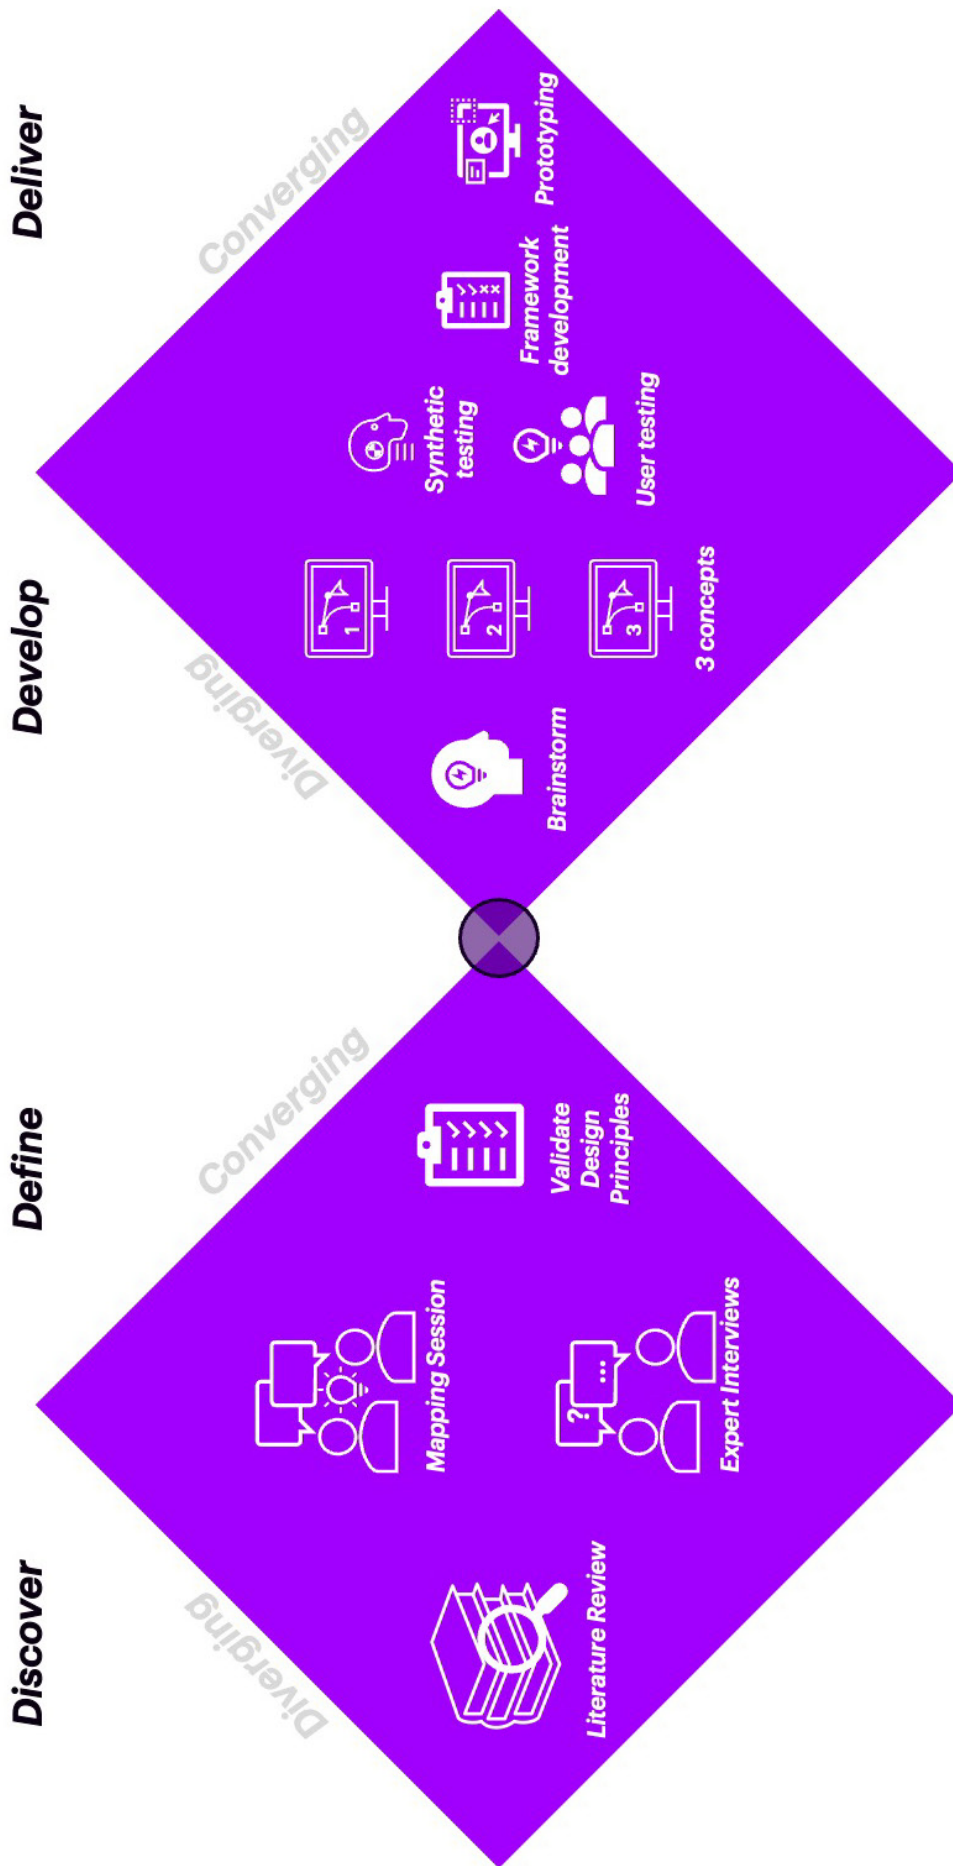 Discover
Define
Develop
Deliver
Diverging
Converging
Diverging
Converging
Literature Review
Mapping Session
?
...
Expert Interviews
Validate
Design
Principles
Brainstorm
1
2
3
3 concepts
Synthetic
testing
User testing
Framework
development
Prototyping